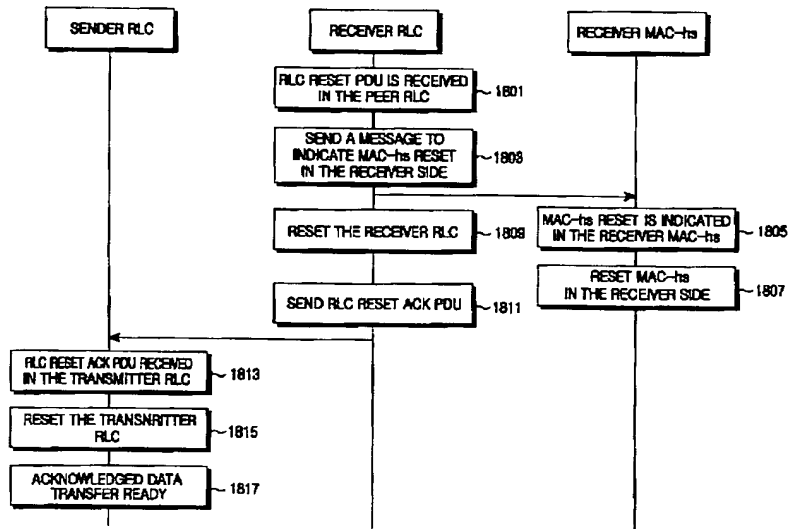 SENDER RLC
RECEIVER RLC
RECEIVER MAC-hs
RLC RESET PDU IS RECEIVED
IN THE PEER RLC
1801
SEND A MESSAGE TO
INDICATE MAC-hs RESET
IN THE RECEIVER SIDE
1803
MAC-hs RESET IS INDICATED
IN THE RECEIVER MAC-hs
1805
RESET THE RECEIVER RLC
1809
RESET MAC-hs
IN THE RECEIVER SIDE
1807
SEND RLC RESET ACK PDU
1811
RLC RESET ACK PDU RECEIVED
IN THE TRANSMITTER RLC
1813
RESET THE TRANSNRITTER
RLC
1815
ACKNOWLEDGED DATA
TRANSFER READY
1817